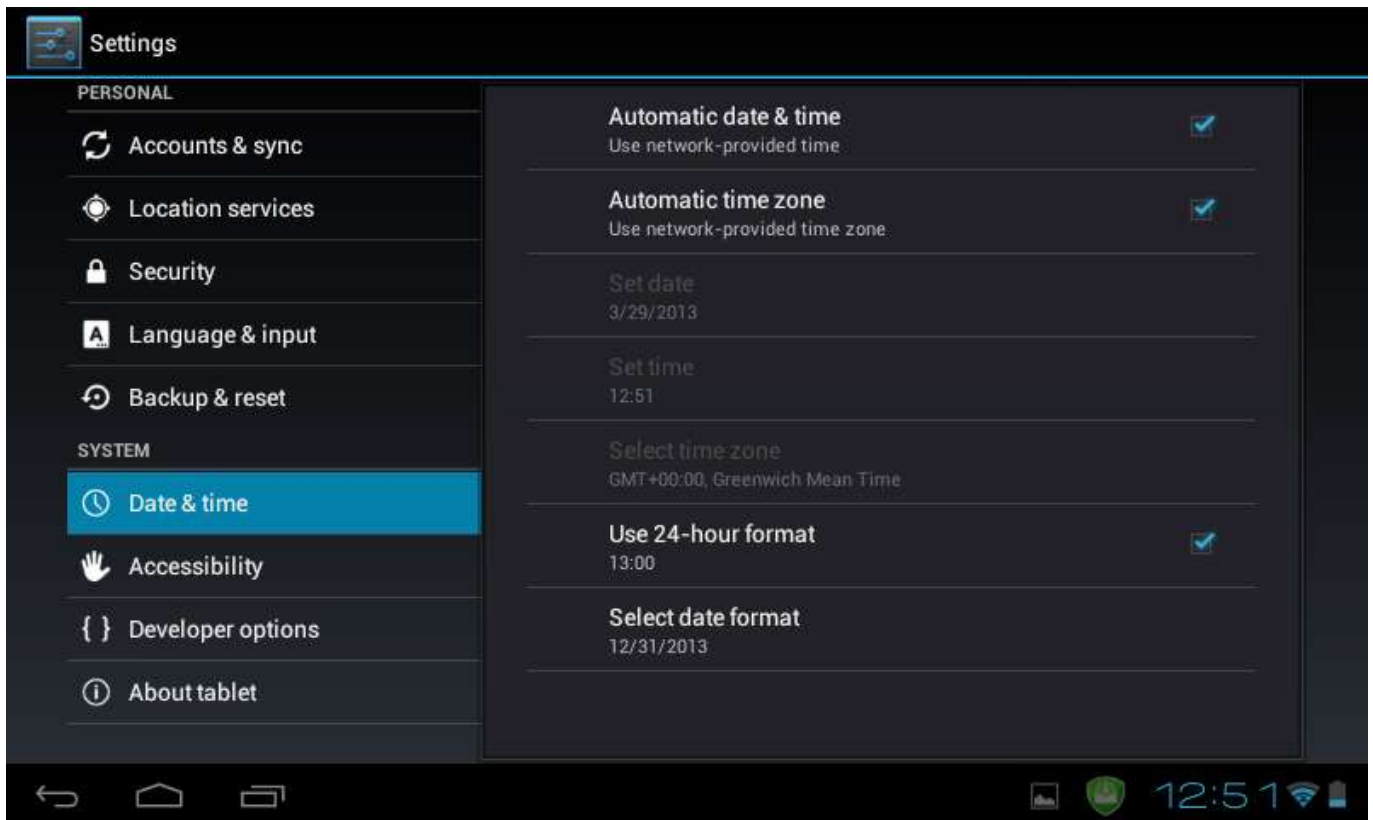 Settings
PERSONAL
Accounts & sync
Location services
Security
Language & input
Backup & reset
SYSTEM
Date & time
Accessibility
{ } Developer options
About tablet
Automatic date & time
Use network-provided time
Automatic time zone
Use network-provided time zone
Set date
3/29/2013
Set time
12:51
Select time zone
GMT+00:00, Greenwich Mean Time
Use 24-hour format
13:00
Select date format
12/31/2013
12:51